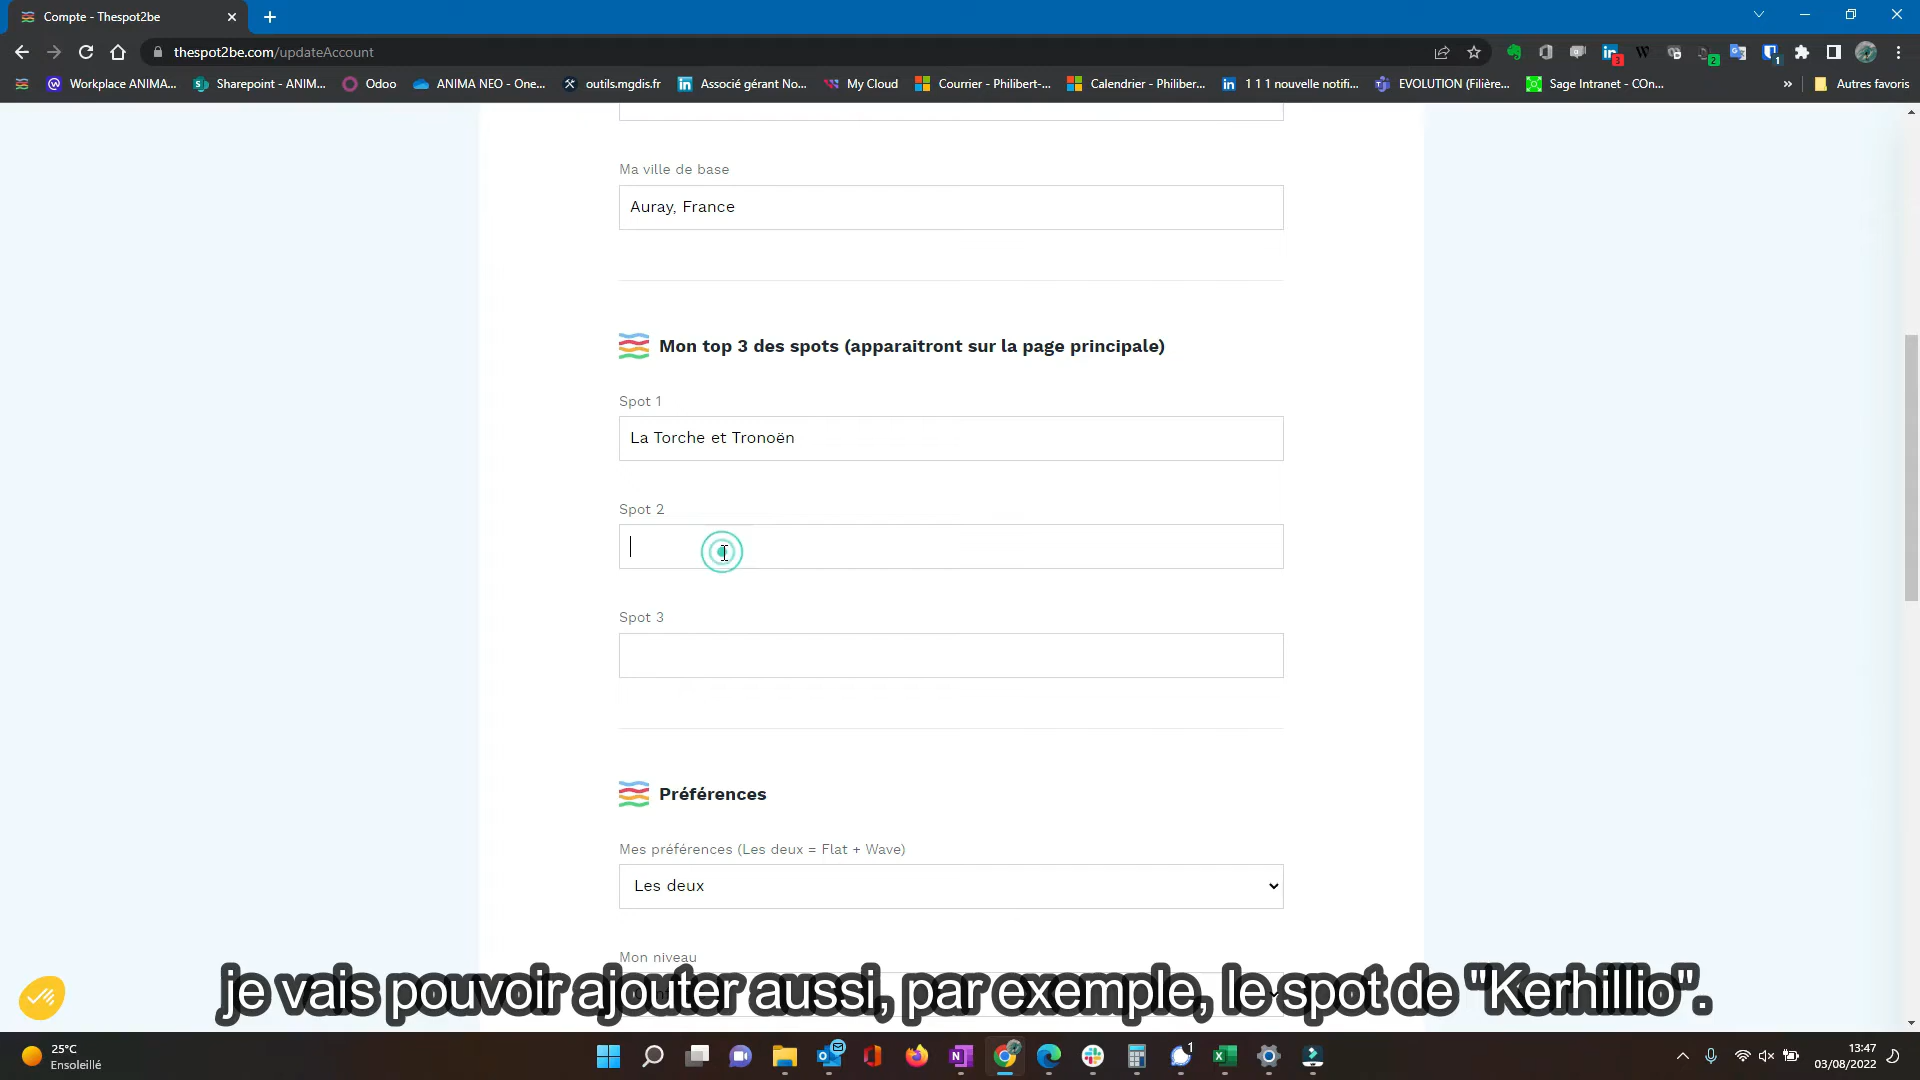 Compte - Thespot2be
thespot2be.com/updateAccount
3
2
1
Workplace ANIMA...
Sharepoint - ANIM...
Odoo
ANIMA NEO - One...
outils.mgdis.fr
Associé gérant No...
My Cloud
Courrier - Philibert-...
Calendrier - Philiber...
1 1 1 nouvelle notifi...
EVOLUTION (Filière...
Sage Intranet - COn...
»
Autres favoris
Ma ville de base
Auray, France
Mon top 3 des spots (apparaitront sur la page principale)
Spot 1
La Torche et Tronoën
Spot 2
Spot 3
Préférences
Mes préférences (Les deux = Flat + Wave)
Les deux
Mon niveau
je vais pouvoir ajouter aussi, par exemple, le spot de "Kerhillio".
25°C
Ensoleillé
1
13:47
03/08/2022